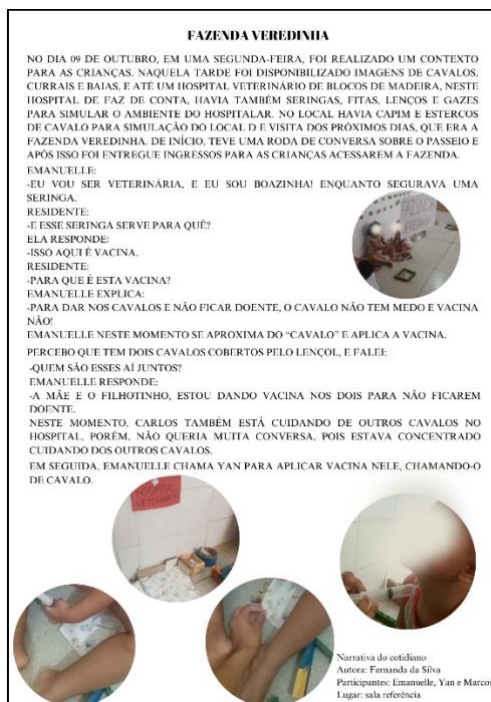 FAZENDA VEREDINHA
NO DIA 09 DE OUTUBRO, EM UMA SEGUNDA-FEIRA, FOI REALIZADO UM CONTEXTO
PARA AS CRIANÇAS. NAQUELA TARDE FOI DISPONIBILIZADO IMAGENS DE CAVALOS,
CURRAIS E BAIAS, E ATÉ UM HOSPITAL VETERINÁRIO DE BLOCOS DE MADEIRA, NESTE
HOSPITAL DE FAZ DE CONTA, HAVIA TAMBÉM SERINGAS, FITAS, LENÇOS E GAZES
PARA SIMULAR O AMBIENTE DO HOSPITALAR. NO LOCAL HAVIA CAPIM E ESTERCOS
DE CAVALO PARA SIMULAÇÃO DO LOCAL D E VISITA DOS PRÓXIMOS DIAS, QUE ERA A
FAZENDA VEREDINHA. DE INÍCIO, TEVE UMA RODA DE CONVERSA SOBRE O PASSEIO E
APÓS ISSO FOI ENTREGUE INGRESSOS PARA AS CRIANÇAS ACESSAREM A FAZENDA.
EMANUELLE:
-EU VOU SER VETERINÁRIA, E EU SOU BOAZINHA! ENQUANTO SEGURAVA UMA
SERINGA.
RESIDENTE:
-E ESSE SERINGA SERVE PARA QUÊ?
ELA RESPONDE:
-ISSO AQUI É VACINA.
RESIDENTE:
-PARA QUE É ESTA VACINA?
EMANUELLE EXPLICA:
-PARA DAR NOS CAVALOS E NÃO FICAR DOENTE, O CAVALO NÃO TEM MEDO E VACINA
NÃO!
EMANUELLE NESTE MOMENTO SE APROXIMA DO "CAVALO" E APLICA A VACINA.
PERCEBO QUE TEM DOIS CAVALOS COBERTOS PELO LENÇOL, E FALEI:
-QUEM SÃO ESSES AÍ JUNTOS?
EMANUELLE RESPONDE:
-A MÃE E O FILHOTINHO, ESTOU DANDO VACINA NOS DOIS PARA NÃO FICAREM
DOENTE.
NESTE MOMENTO, CARLOS TAMBÉM ESTÁ CUIDANDO DE OUTROS CAVALOS NO
HOSPITAL, PORÉM, NÃO QUERIA MUITA CONVERSA, POIS ESTAVA CONCENTRADO
CUIDANDO DOS OUTROS CAVALOS.
EM SEGUIDA, EMANUELLE CHAMA YAN PARA APLICAR VACINA NELE, CHAMANDO-O
DE CAVALO.
HOSPITAL
Narrativa do cotidiano
Autora: Fernanda da Silva
Participantes: Emanuelle, Yan e Marcos
Lugar: sala referência